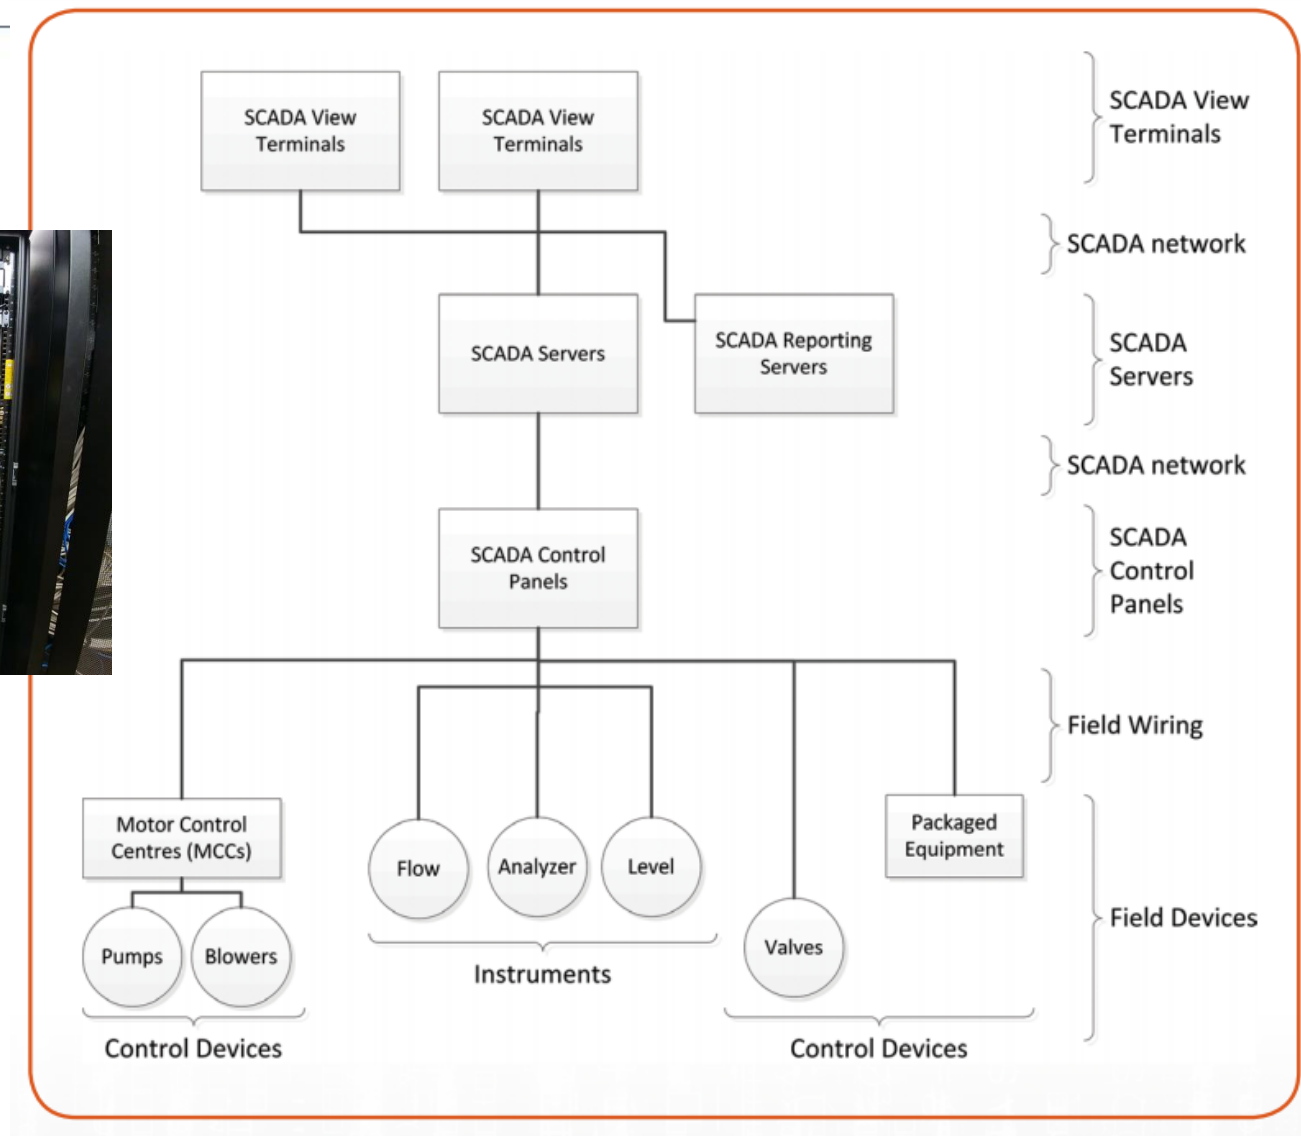 SCADA View
Terminals
SCADA View
Terminals
SCADA View
Terminals
SCADA network
SCADA Servers
SCADA Reporting
Servers
SCADA
Servers
SCADA network
SCADA Control
Panels
SCADA
Control
Panels
Field Wiring
Motor Control
Centres (MCCs)
Flow
Analyzer
Level
Packaged
Equipment
Pumps
Blowers
Valves
Field Devices
Instruments
Control Devices
Control Devices